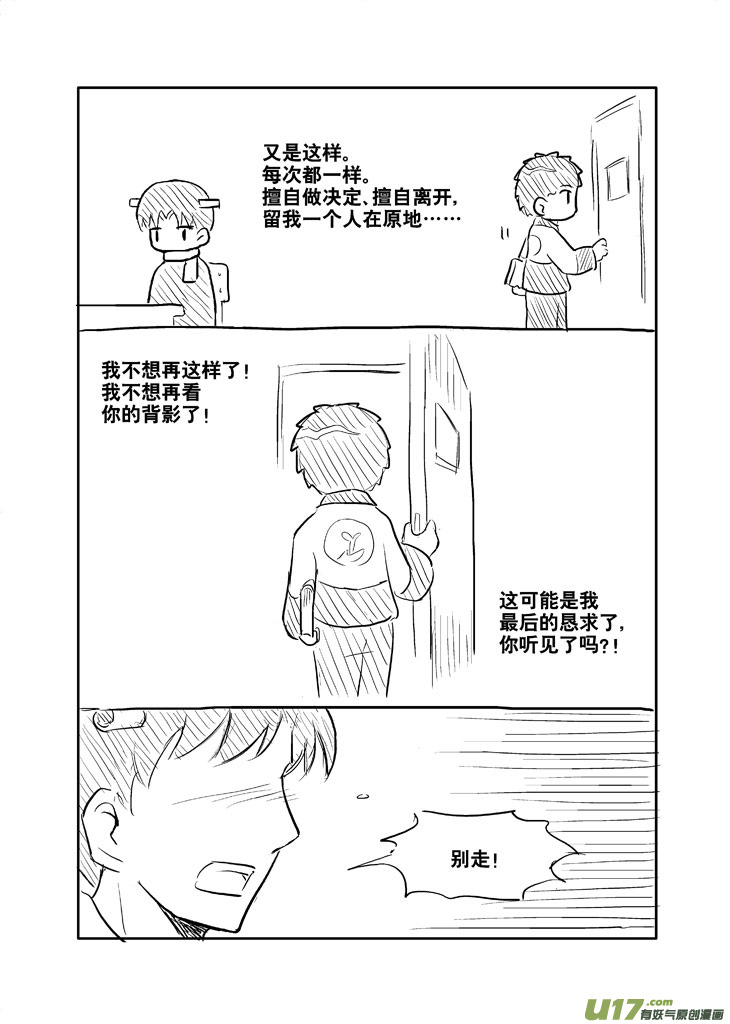 又是这样。
每次都一样。
擅自做决定、擅自离开，
留我一个人在原地……
我不想再这样了！
我不想再看
你的背影了！
这可能是我
最后的恳求了，
你听见了吗？！
别走！
U17.com
有妖气原创漫画